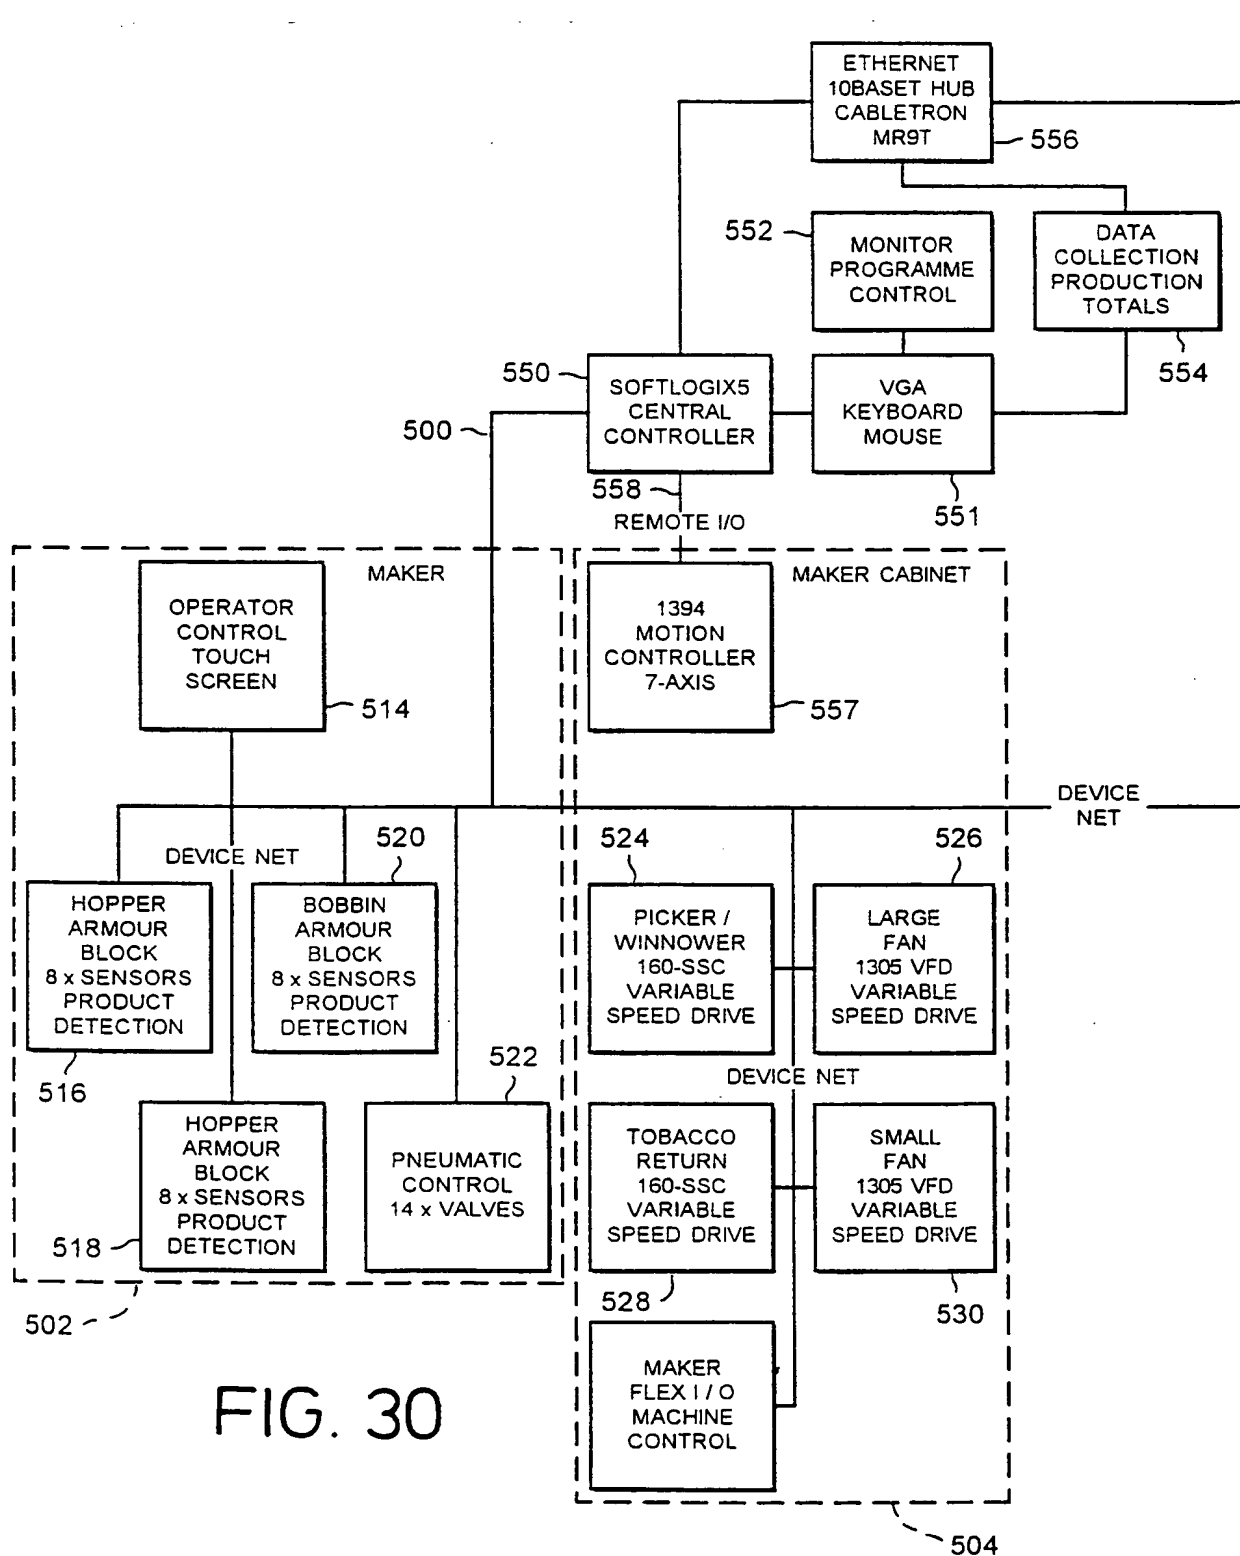 ETHERNET
10BASET HUB
CABLETRON
MR9T
556
552
MONITOR
PROGRAMME
CONTROL
DATA
COLLECTION
PRODUCTION
TOTALS
554
550
SOFTLOGIX5
CENTRAL
CONTROLLER
VGA
KEYBOARD
MOUSE
551
500
558
REMOTE I/O
MAKER
OPERATOR
CONTROL
TOUCH
SCREEN
514
MAKER CABINET
1394
MOTION
CONTROLLER
7-AXIS
557
DEVICE
NET
DEVICE NET
520
HOPPER
ARMOUR
BLOCK
8 x SENSORS
PRODUCT
DETECTION
516
BOBBIN
ARMOUR
BLOCK
8 x SENSORS
PRODUCT
DETECTION
524
PICKER /
WINNOWER
160-SSC
VARIABLE
SPEED DRIVE
526
LARGE
FAN
1305 VFD
VARIABLE
SPEED DRIVE
522
DEVICE NET
HOPPER
ARMOUR
BLOCK
8 x SENSORS
PRODUCT
DETECTION
518
PNEUMATIC
CONTROL
14 x VALVES
TOBACCO
RETURN
160-SSC
VARIABLE
SPEED DRIVE
528
SMALL
FAN
1305 VFD
VARIABLE
SPEED DRIVE
530
502
MAKER
FLEX I / O
MACHINE
CONTROL
504
FIG. 30